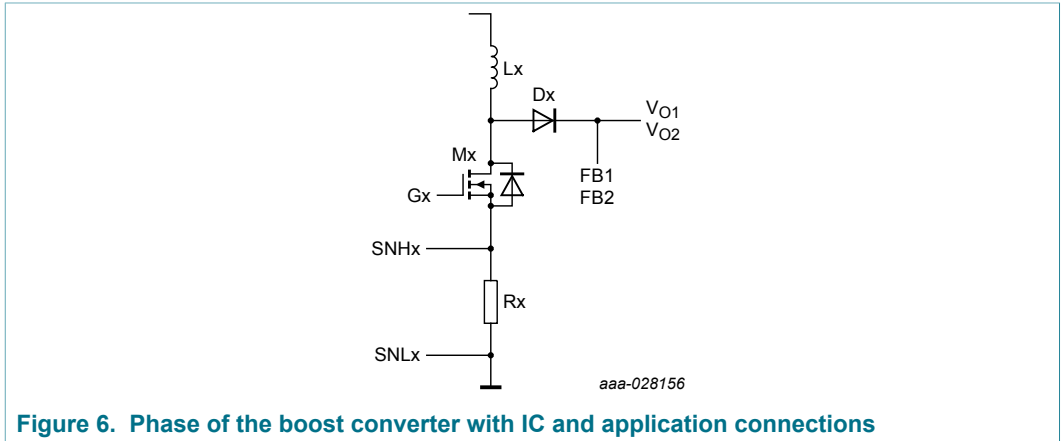 Lx
Dx
VO1
VO2
Mx
FB1
FB2
Gx
SNHx
Rx
SNLx
aaa-028156
Figure 6. Phase of the boost converter with IC and application connections